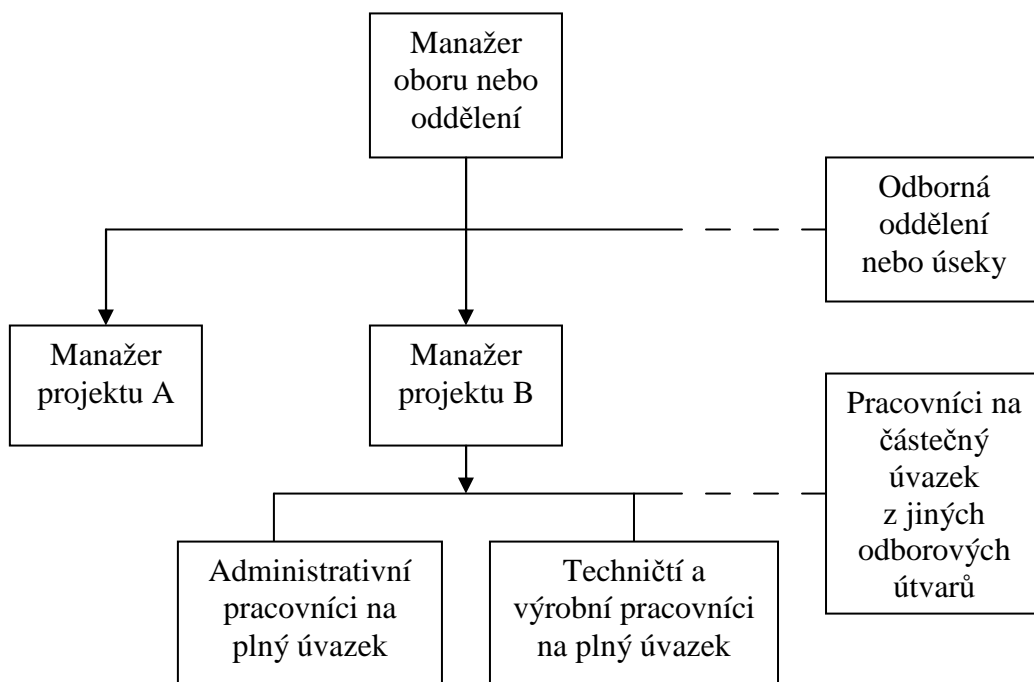 Manažer
oboru nebo
oddělení
Odborná
oddělení
nebo úseky
Manažer
projektu A
Manažer
projektu B
Pracovníci na
částečný
úvazek
z jiných
odborových
útvarů
Administrativní
pracovníci na
plný úvazek
Techničtí a
výrobní pracovníci
na plný úvazek